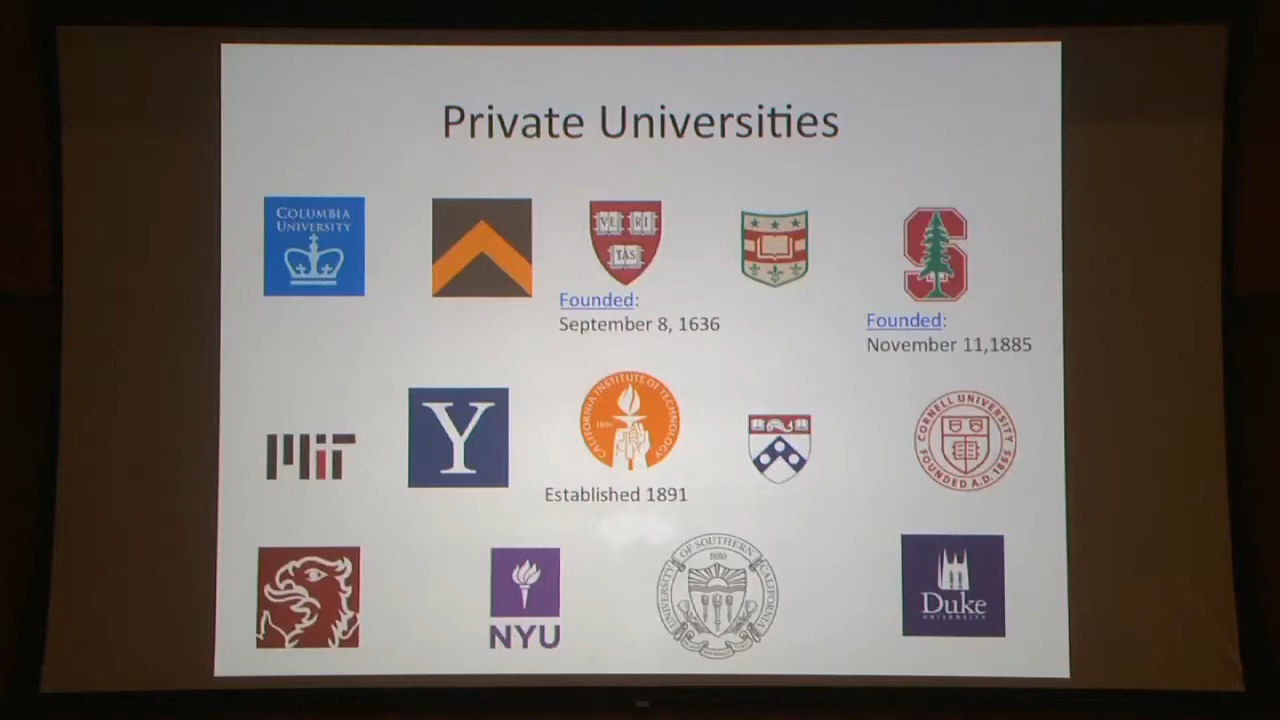 Private Universities
COLUMBIA
UNIVERSITY
VE RI
TAS
Founded:
September 8, 1636
Founded:
November 11,1885
MIT
Y
CALIFORNIA INSTITUTE OF TECHNOLOGY
1891
Established 1891
CORNELL UNIVERSITY
FOUNDED A.D. 1865
NYU
UNIVERSITY OF SOUTHERN CALIFORNIA
1880
Duke
UNIVERSITY